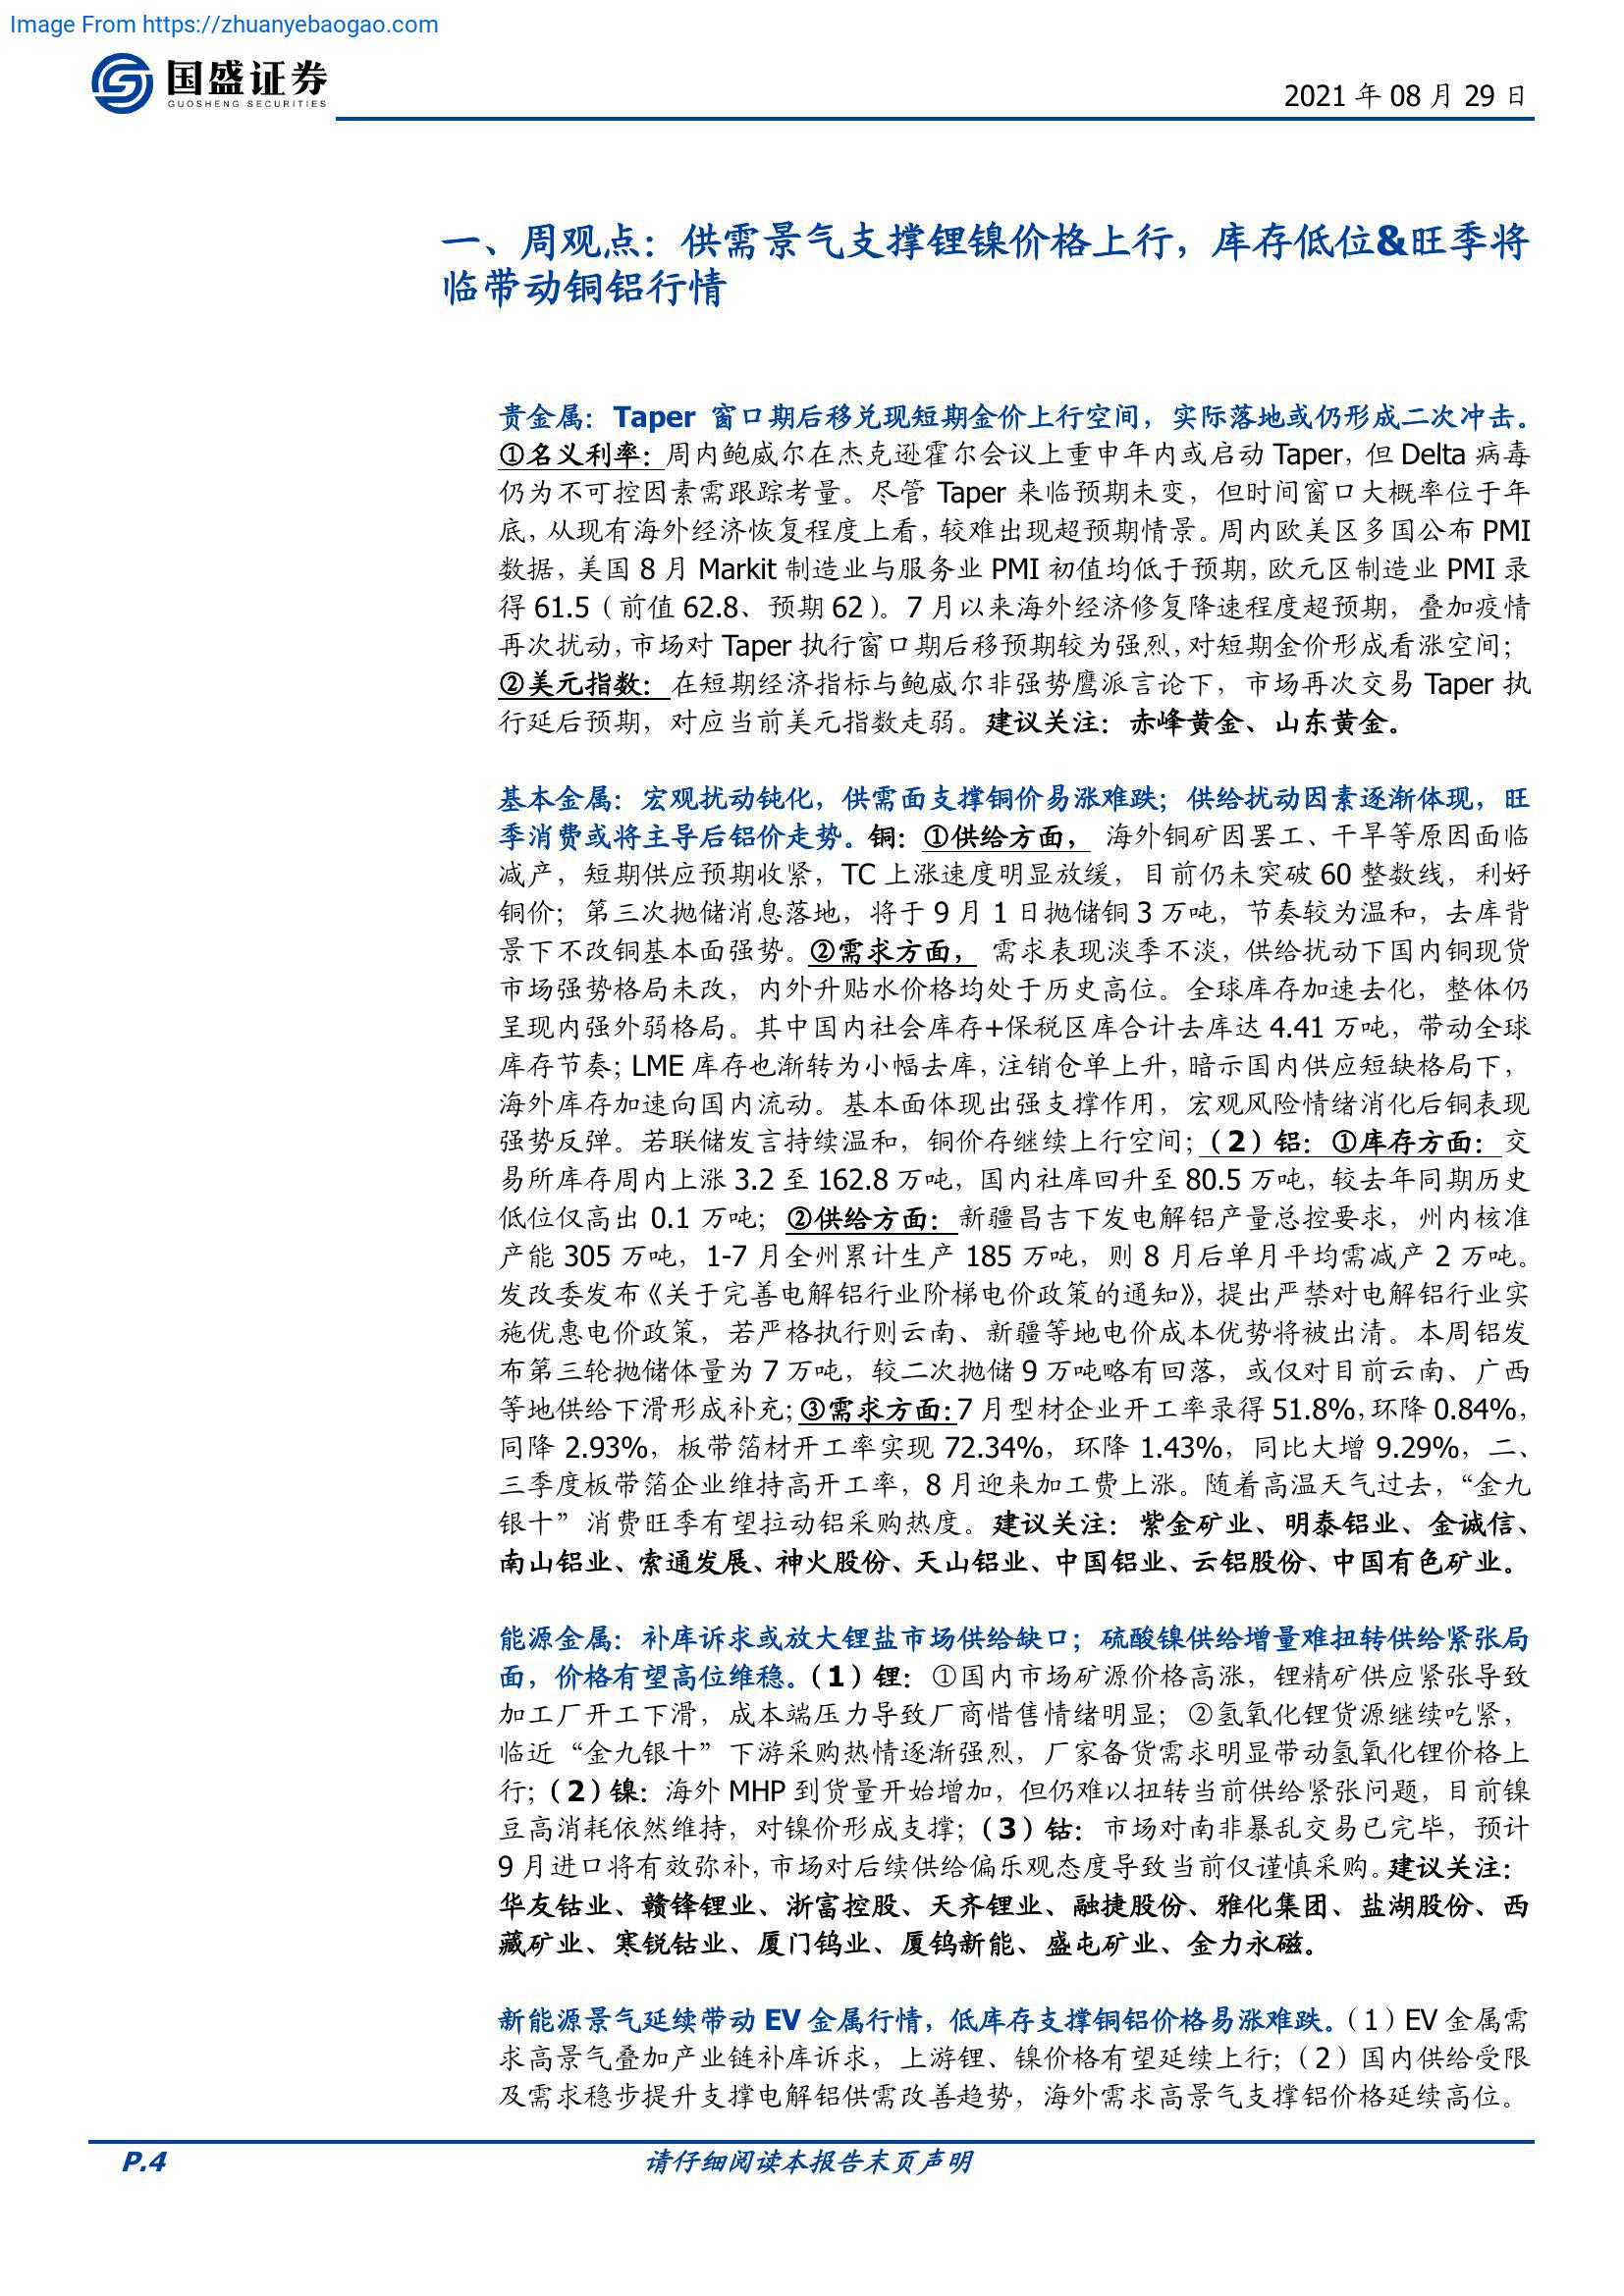 Image From https://zhuanyebaogao.com
国盛证券
GUOSHENG SECURITIES
2021 年 08 月 29 日
一、周观点：供需景气支撑锂镍价格上行，库存低位&旺季将
临带动铜铝行情
贵金属：Taper 窗口期后移兑现短期金价上行空间，实际落地或仍形成二次冲击。
①名义利率：周内鲍威尔在杰克逊霍尔会议上重申年内或启动 Taper，但 Delta 病毒
仍为不可控因素需跟踪考量。尽管 Taper 来临预期未变，但时间窗口大概率位于年
底，从现有海外经济恢复程度上看，较难出现超预期情景。周内欧美区多国公布 PMI
数据，美国 8 月 Markit 制造业与服务业 PMI 初值均低于预期，欧元区制造业 PMI 录
得 61.5（前值 62.8、预期 62）。7 月以来海外经济修复降速程度超预期，叠加疫情
再次扰动，市场对 Taper 执行窗口期后移预期较为强烈，对短期金价形成看涨空间；
②美元指数：在短期经济指标与鲍威尔非强势鹰派言论下，市场再次交易 Taper 执
行延后预期，对应当前美元指数走弱。建议关注：赤峰黄金、山东黄金。
基本金属：宏观扰动钝化，供需面支撑铜价易涨难跌；供给扰动因素逐渐体现，旺
季消费或将主导后铝价走势。铜：①供给方面， 海外铜矿因罢工、干旱等原因面临
减产，短期供应预期收紧，TC 上涨速度明显放缓，目前仍未突破 60 整数线，利好
铜价；第三次抛储消息落地，将于 9 月 1 日抛储铜 3 万吨，节奏较为温和，去库背
景下不改铜基本面强势。②需求方面， 需求表现淡季不淡，供给扰动下国内铜现货
市场强势格局未改，内外升贴水价格均处于历史高位。全球库存加速去化，整体仍
呈现内强外弱格局。其中国内社会库存+保税区库合计去库达 4.41 万吨，带动全球
库存节奏；LME 库存也渐转为小幅去库，注销仓单上升，暗示国内供应短缺格局下，
海外库存加速向国内流动。基本面体现出强支撑作用，宏观风险情绪消化后铜表现
强势反弹。若联储发言持续温和，铜价存继续上行空间；（2）铝：①库存方面：交
易所库存周内上涨 3.2 至 162.8 万吨，国内社库回升至 80.5 万吨，较去年同期历史
低位仅高出 0.1 万吨；②供给方面：新疆昌吉下发电解铝产量总控要求，州内核准
产能 305 万吨，1-7 月全州累计生产 185 万吨，则 8 月后单月平均需减产 2 万吨。
发改委发布《关于完善电解铝行业阶梯电价政策的通知》，提出严禁对电解铝行业实
施优惠电价政策，若严格执行则云南、新疆等地电价成本优势将被出清。本周铝发
布第三轮抛储体量为 7 万吨，较二次抛储 9 万吨略有回落，或仅对目前云南、广西
等地供给下滑形成补充；③需求方面：7 月型材企业开工率录得 51.8%，环降 0.84%，
同降 2.93%，板带箔材开工率实现 72.34%，环降 1.43%，同比大增 9.29%，二、
三季度板带箔企业维持高开工率，8 月迎来加工费上涨。随着高温天气过去，“金九
银十”消费旺季有望拉动铝采购热度。建议关注：紫金矿业、明泰铝业、金诚信、
南山铝业、索通发展、神火股份、天山铝业、中国铝业、云铝股份、中国有色矿业。
能源金属：补库诉求或放大锂盐市场供给缺口；硫酸镍供给增量难扭转供给紧张局
面，价格有望高位维稳。（1）锂：①国内市场矿源价格高涨，锂精矿供应紧张导致
加工厂开工下滑，成本端压力导致厂商惜售情绪明显；②氢氧化锂货源继续吃紧，
临近“金九银十”下游采购热情逐渐强烈，厂家备货需求明显带动氢氧化锂价格上
行；（2）镍：海外 MHP 到货量开始增加，但仍难以扭转当前供给紧张问题，目前镍
豆高消耗依然维持，对镍价形成支撑；（3）钴：市场对南非暴乱交易已完毕，预计
9 月进口将有效弥补，市场对后续供给偏乐观态度导致当前仅谨慎采购。建议关注：
华友钴业、赣锋锂业、浙富控股、天齐锂业、融捷股份、雅化集团、盐湖股份、西
藏矿业、寒锐钴业、厦门钨业、厦钨新能、盛屯矿业、金力永磁。
新能源景气延续带动 EV 金属行情，低库存支撑铜铝价格易涨难跌。（1）EV 金属需
求高景气叠加产业链补库诉求，上游锂、镍价格有望延续上行；（2）国内供给受限
及需求稳步提升支撑电解铝供需改善趋势，海外需求高景气支撑铝价格延续高位。
P.4
请仔细阅读本报告末页声明